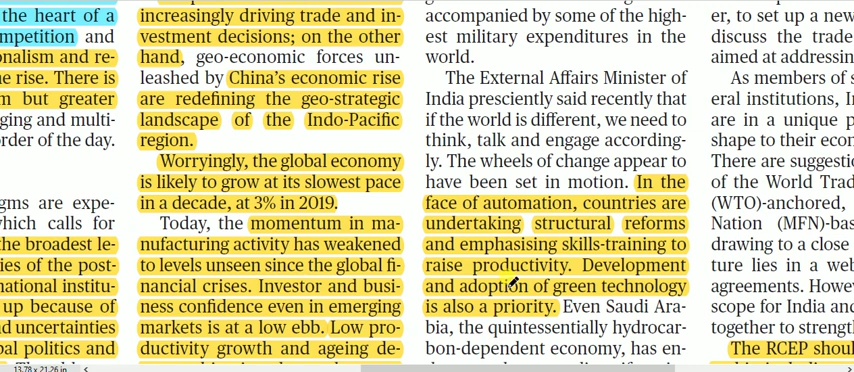 the heart of a
mpetition and
onalism and re-
e rise. There is
m but greater
ging and multi-
order of the day.
gms are expe-
which calls for
the broadest le-
ies of the post-
national institu-
up because of
d uncertainties
bal politics and
increasingly driving trade and in-
vestment decisions; on the other
hand, geo-economic forces un-
leashed by China's economic rise
are redefining the geo-strategic
landscape of the Indo-Pacific
region.
Worryingly, the global economy
is likely to grow at its slowest pace
in a decade, at 3% in 2019.
Today, the momentum in ma-
nufacturing activity has weakened
to levels unseen since the global fi-
nancial crises. Investor and busi-
ness confidence even in emerging
markets is at a low ebb. Low pro-
ductivity growth and ageing de-
accompanied by some of the high-
est military expenditures in the
world.
The External Affairs Minister of
India presciently said recently that
if the world is different, we need to
think, talk and engage according-
ly. The wheels of change appear to
have been set in motion. In the
face of automation, countries are
undertaking structural reforms
and emphasising skills-training to
raise productivity. Development
and adoption of green technology
is also a priority. Even Saudi Ara-
bia, the quintessentially hydrocar-
bon-dependent economy, has en-
er, to set up a new
discuss the trade
aimed at addressin
As members of s
eral institutions, I
are in a unique p
shape to their econ
There are suggestio
of the World Trad
(WTO)-anchored,
Nation (MFN)-bas
drawing to a close
ture lies in a web
agreements. Howe
scope for India and
together to strength
The RCEP shoul
13.78 x 21.26 in